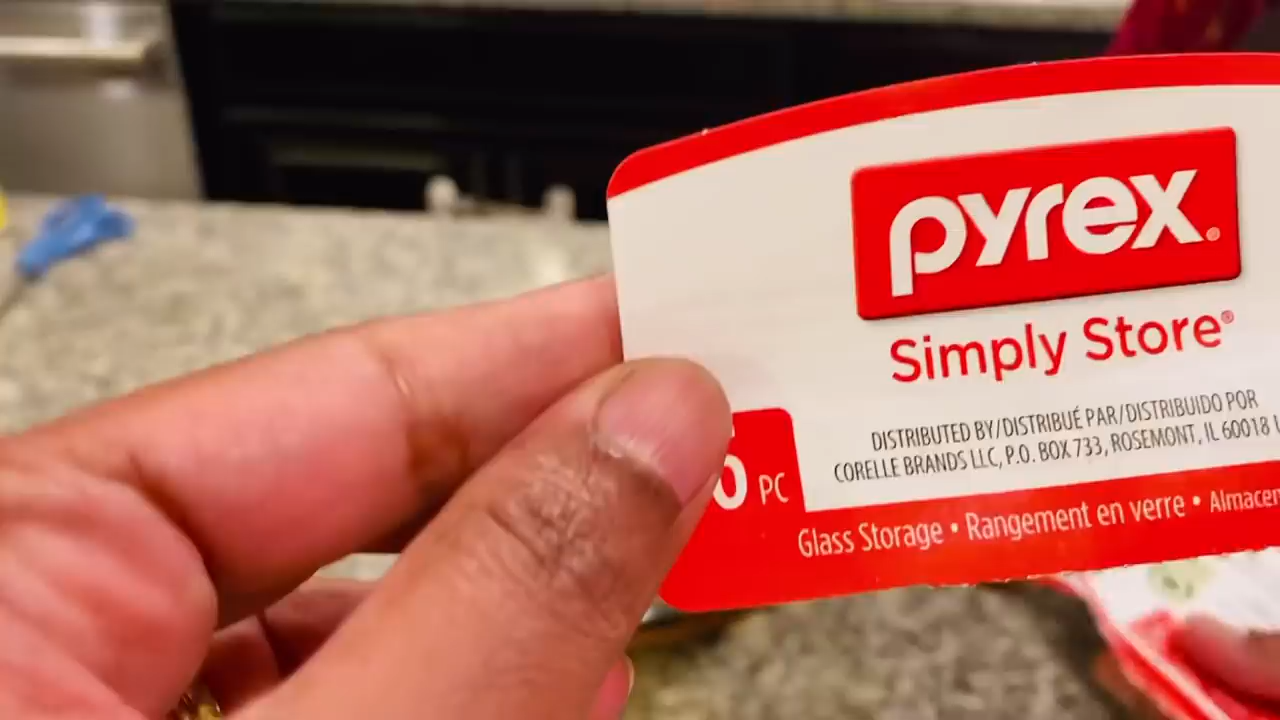 pyrex®
Simply Store®
DISTRIBUTED BY/DISTRIBUÉ PAR/DISTRIBUIDO POR
CORELLE BRANDS LLC, P.O. BOX 733, ROSEMONT, IL 60018
0 PC
Glass Storage • Rangement en verre •